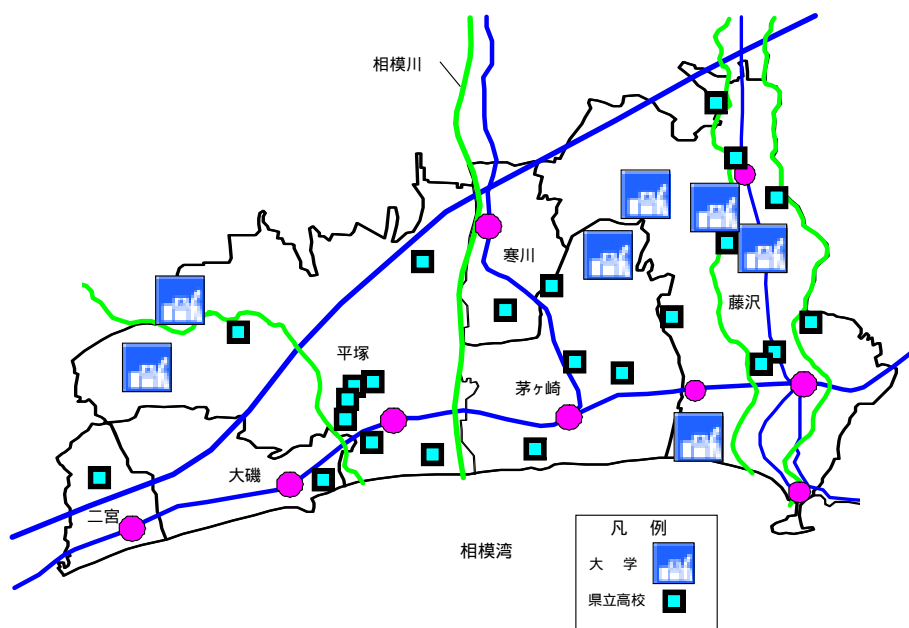 相模川
寒川
藤沢
平塚
茅ヶ崎
大磯
二宮
相模湾
凡 例
大 学
県立高校